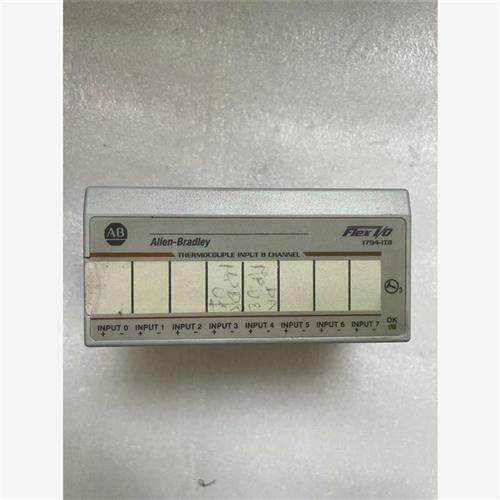 AB
Allen-Bradley
Flex I/O
1794-IT8
THERMOCOUPLE INPUT 8 CHANNEL
3
INPUT 0 INPUT 1 INPUT 2 INPUT 3 INPUT 4 INPUT 5 INPUT 6 INPUT 7 OK
+ - + - + - + - + - + - + - + -